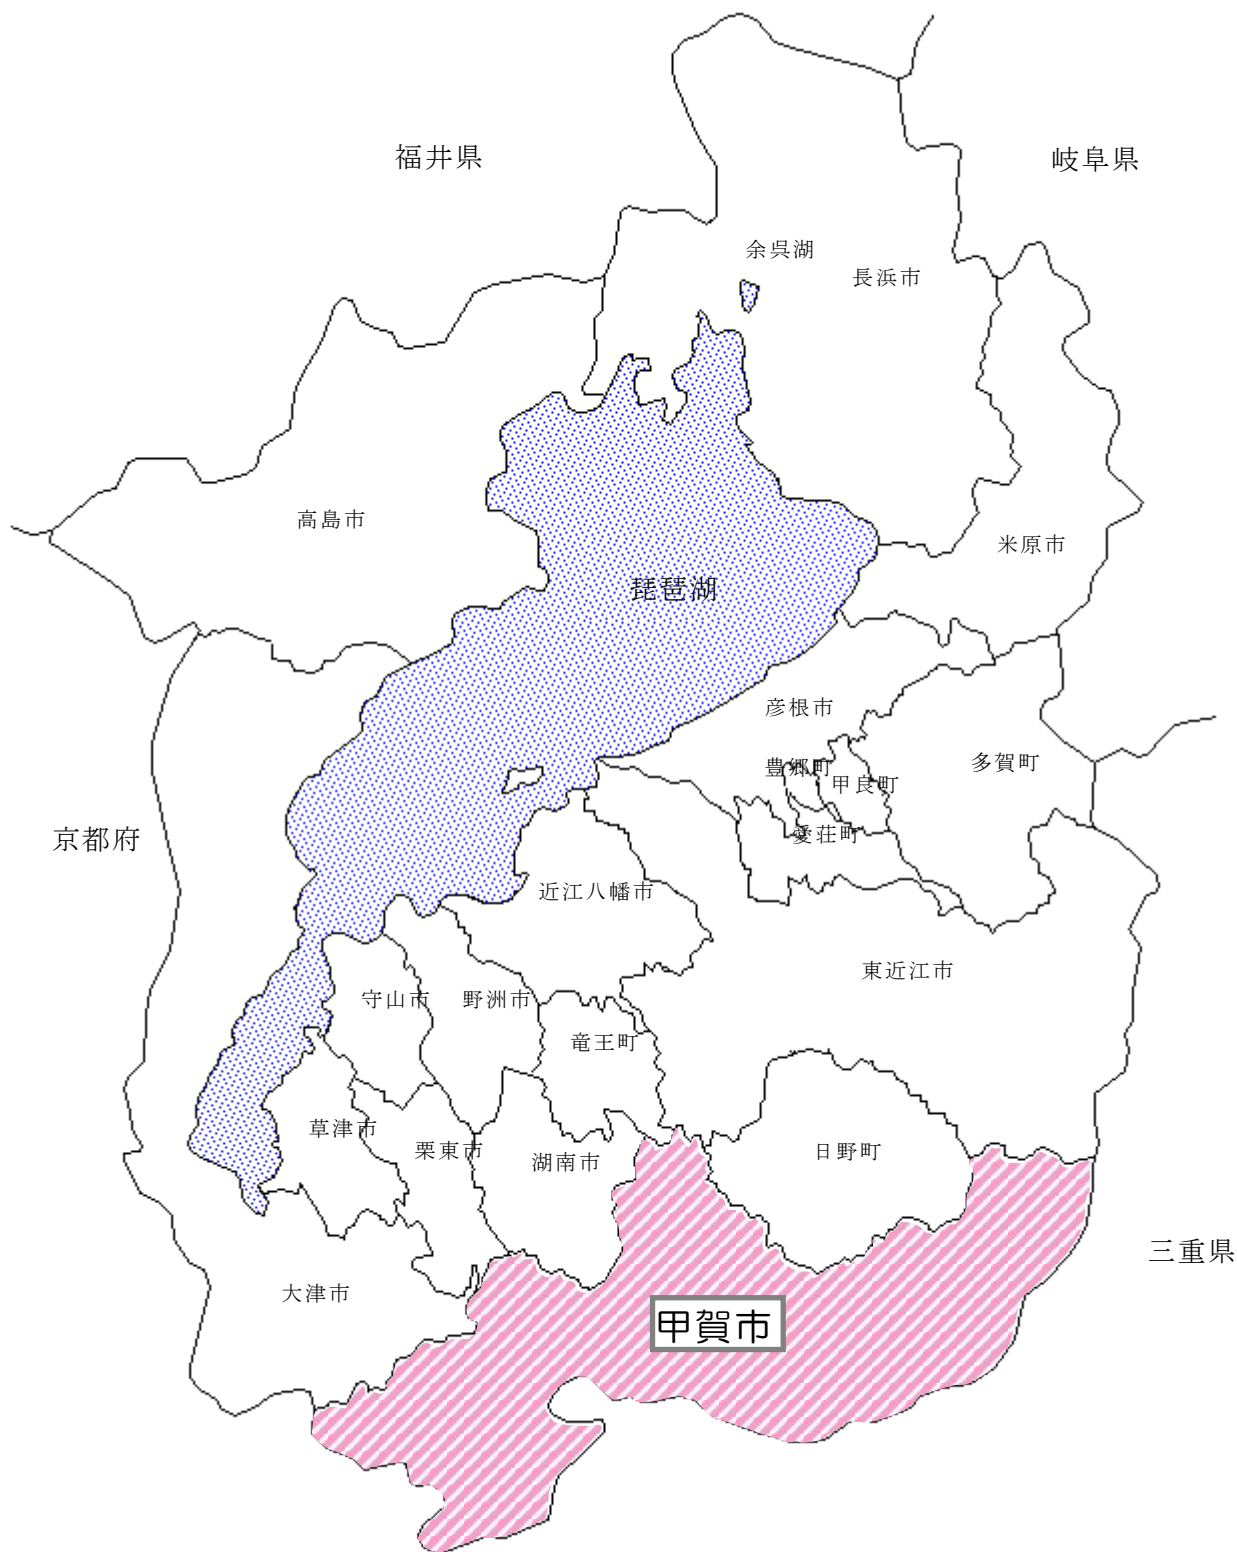 福井県
岐阜県
余呉湖
長浜市
高島市
米原市
琵琶湖
彦根市
豊郷町
甲良町
多賀町
京都府
愛荘町
近江八幡市
東近江市
守山市
野洲市
竜王町
草津市
栗東市
湖南市
日野町
三重県
大津市
甲賀市